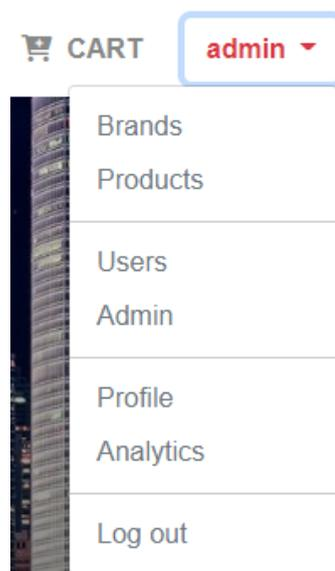 CART admin
Brands
Products
Users
Admin
Profile
Analytics
Log out